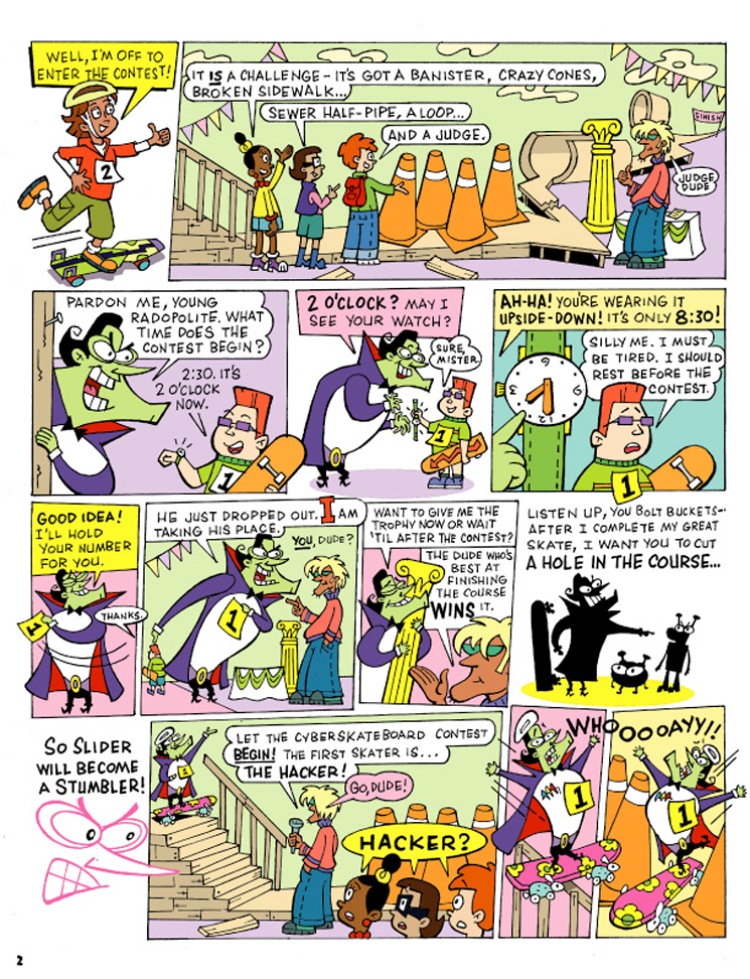 WELL, I'M OFF TO
ENTER THE CONTEST!
2
IT IS A CHALLENGE - IT'S GOT A BANISTER, CRAZY CONES,
BROKEN SIDEWALK...
SEWER HALF-PIPE, A LOOP...
AND A JUDGE.
FINISH
JUDGE
DUDE
PARDON ME, YOUNG
RADOPOLITE. WHAT
TIME DOES THE
CONTEST BEGIN?
2:30. IT'S
2 O'CLOCK
NOW.
1
2 O'CLOCK? MAY I
SEE YOUR WATCH?
SURE,
MISTER.
1
AH-HA! YOU'RE WEARING IT
UPSIDE-DOWN! IT'S ONLY 8:30!
SILLY ME. I MUST
BE TIRED. I SHOULD
REST BEFORE THE
CONTEST.
6
3
9
12
1
GOOD IDEA!
I'LL HOLD
YOUR NUMBER
FOR YOU.
THANKS.
1
HE JUST DROPPED OUT. I AM
TAKING HIS PLACE.
YOU, DUDE?
1
WANT TO GIVE ME THE
TROPHY NOW OR WAIT
'TIL AFTER THE CONTEST?
THE DUDE WHO'S
BEST AT
FINISHING
THE COURSE
WINS IT.
LISTEN UP, YOU BOLT BUCKETS--
AFTER I COMPLETE MY GREAT
SKATE, I WANT YOU TO CUT
A HOLE IN THE COURSE...
SO SLIDER
WILL BECOME
A STUMBLER!
1
LET THE CYBERSKATEBOARD CONTEST
BEGIN! THE FIRST SKATER IS...
THE HACKER!
GO, DUDE!
HACKER?
WHOOOOAYY!!
1
1
2